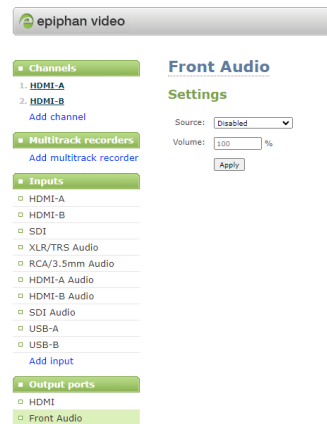 epiphan video
Channels
1. HDMI-A
2. HDMI-B
Add channel
Multitrack recorders
Add multitrack recorder
Inputs
HDMI-A
HDMI-B
SDI
XLR/TRS Audio
RCA/3.5mm Audio
HDMI-A Audio
HDMI-B Audio
SDI Audio
USB-A
USB-B
Add input
Output ports
HDMI
Front Audio
Front Audio
Settings
Source: Disabled
Volume: 100 %
Apply